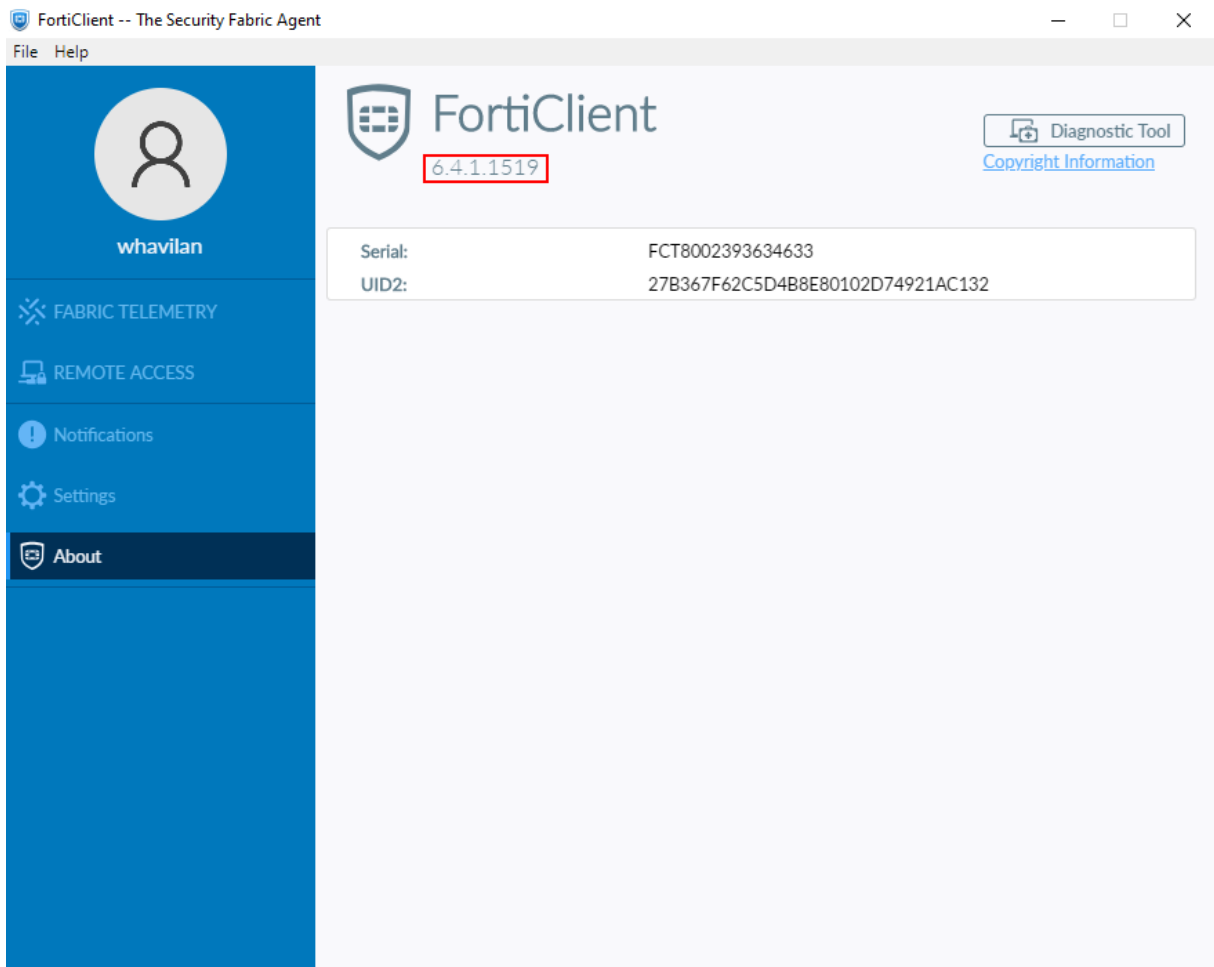 FortiClient -- The Security Fabric Agent
File Help
whavilan
FABRIC TELEMETRY
REMOTE ACCESS
Notifications
Settings
About
FortiClient
6.4.1.1519
Diagnostic Tool
Copyright Information
Serial: FCT8002393634633
UID2: 27B367F62C5D4B8E80102D74921AC132